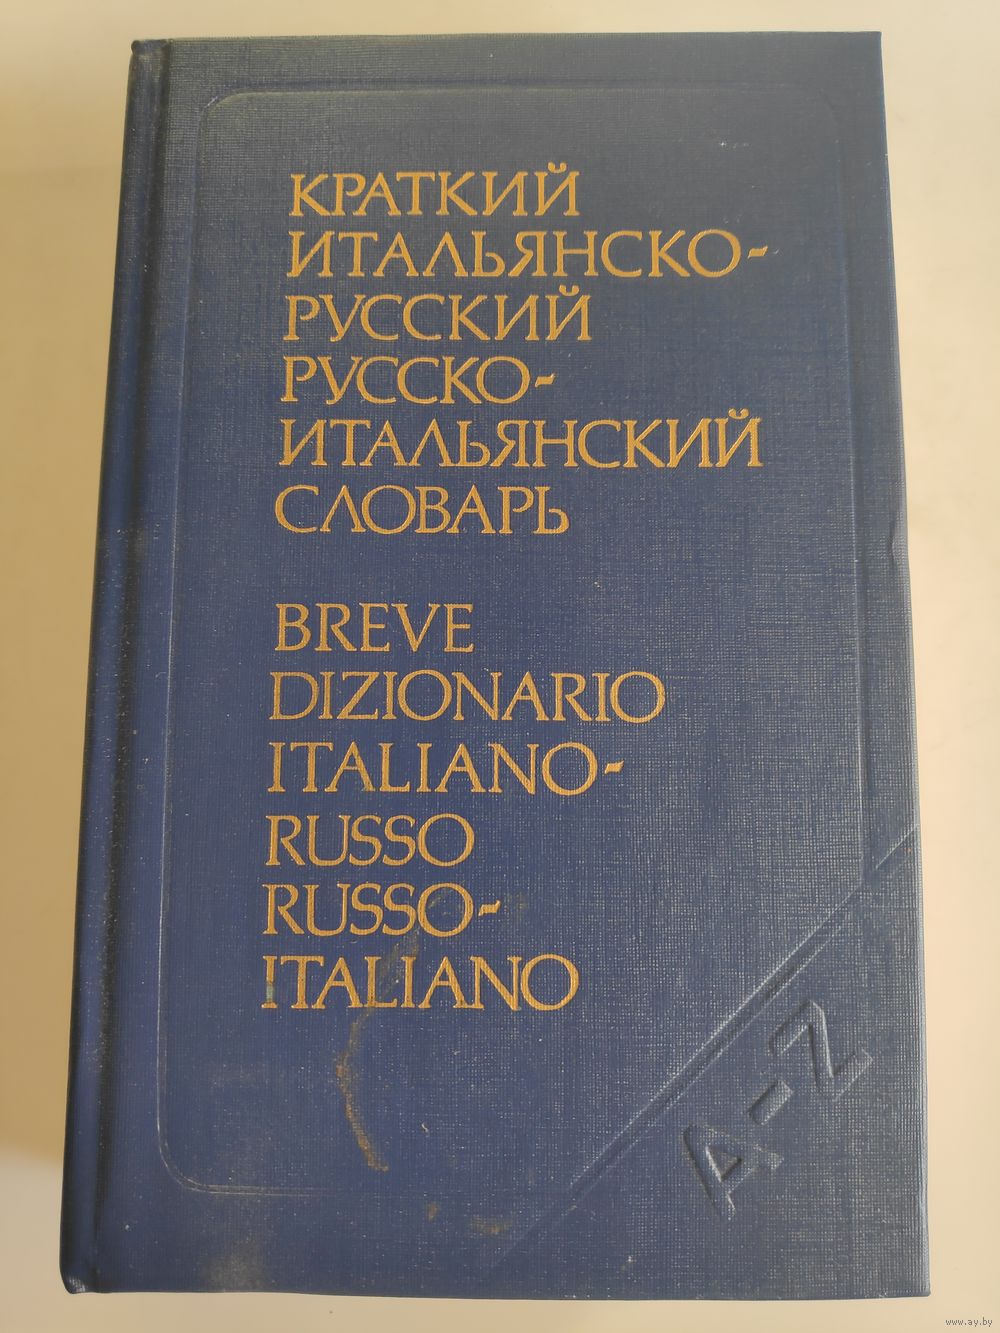 КРАТКИЙ
ИТАЛЬЯНСКО-
РУССКИЙ
РУССКО-
ИТАЛЬЯНСКИЙ
СЛОВАРЬ
BREVE
DIZIONARIO
ITALIANO-
RUSSO
RUSSO-
ITALIANO
A-Z
www.ay.by